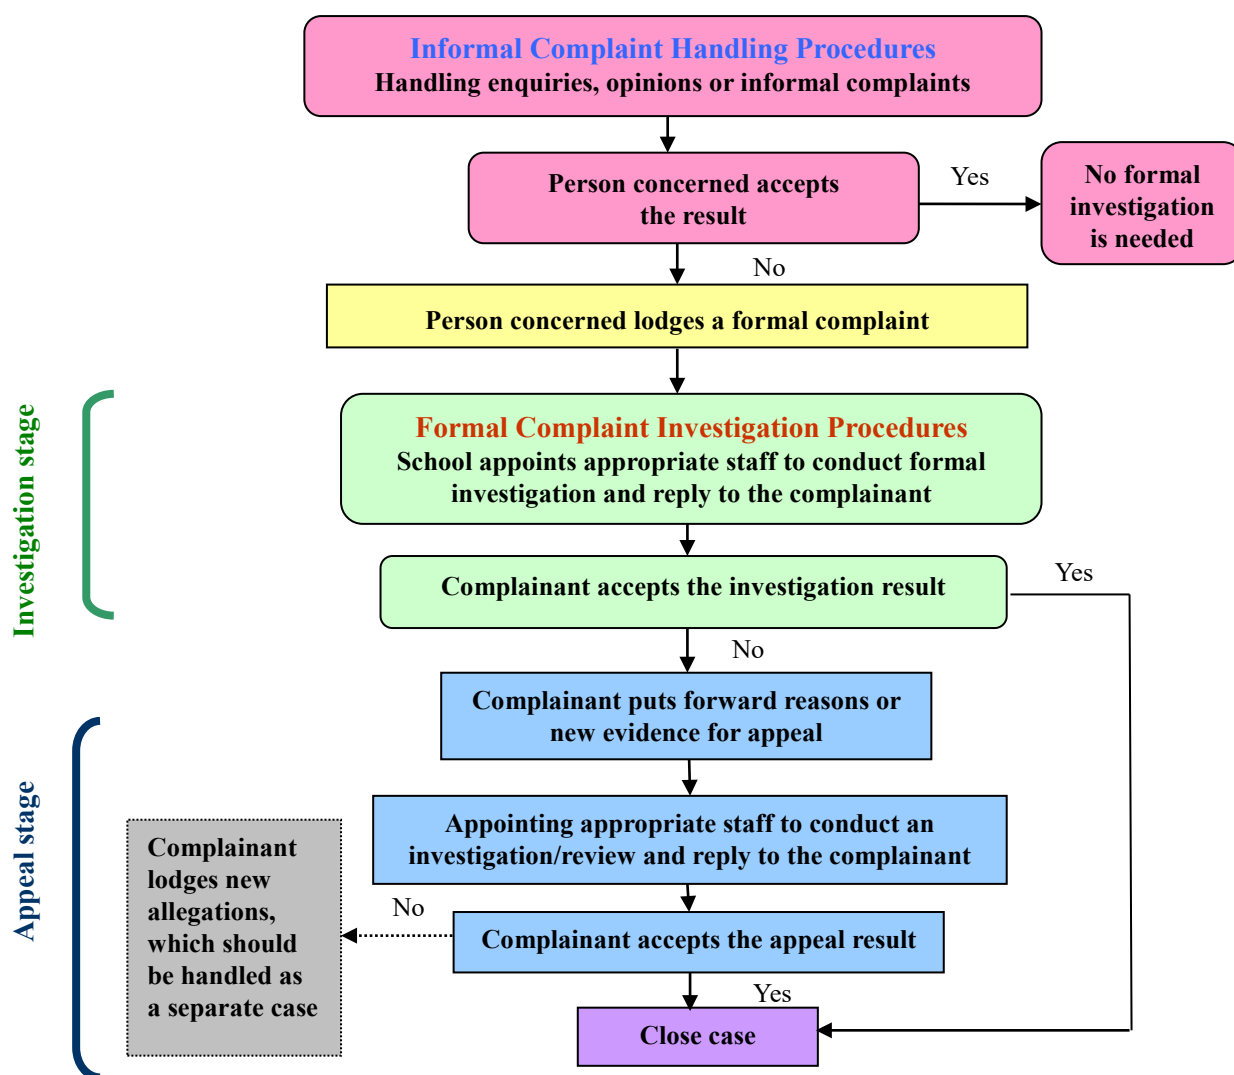 Informal Complaint Handling Procedures
Handling enquiries, opinions or informal complaints
Person concerned accepts
the result
Yes
No formal
investigation
is needed
No
Person concerned lodges a formal complaint
Investigation stage
Formal Complaint Investigation Procedures
School appoints appropriate staff to conduct formal
investigation and reply to the complainant
Complainant accepts the investigation result
Yes
No
Complainant puts forward reasons or
new evidence for appeal
Appeal stage
Appointing appropriate staff to conduct an
investigation/review and reply to the complainant
Complainant
lodges new
allegations,
which should
be handled as
a separate case
No
Complainant accepts the appeal result
Yes
Close case